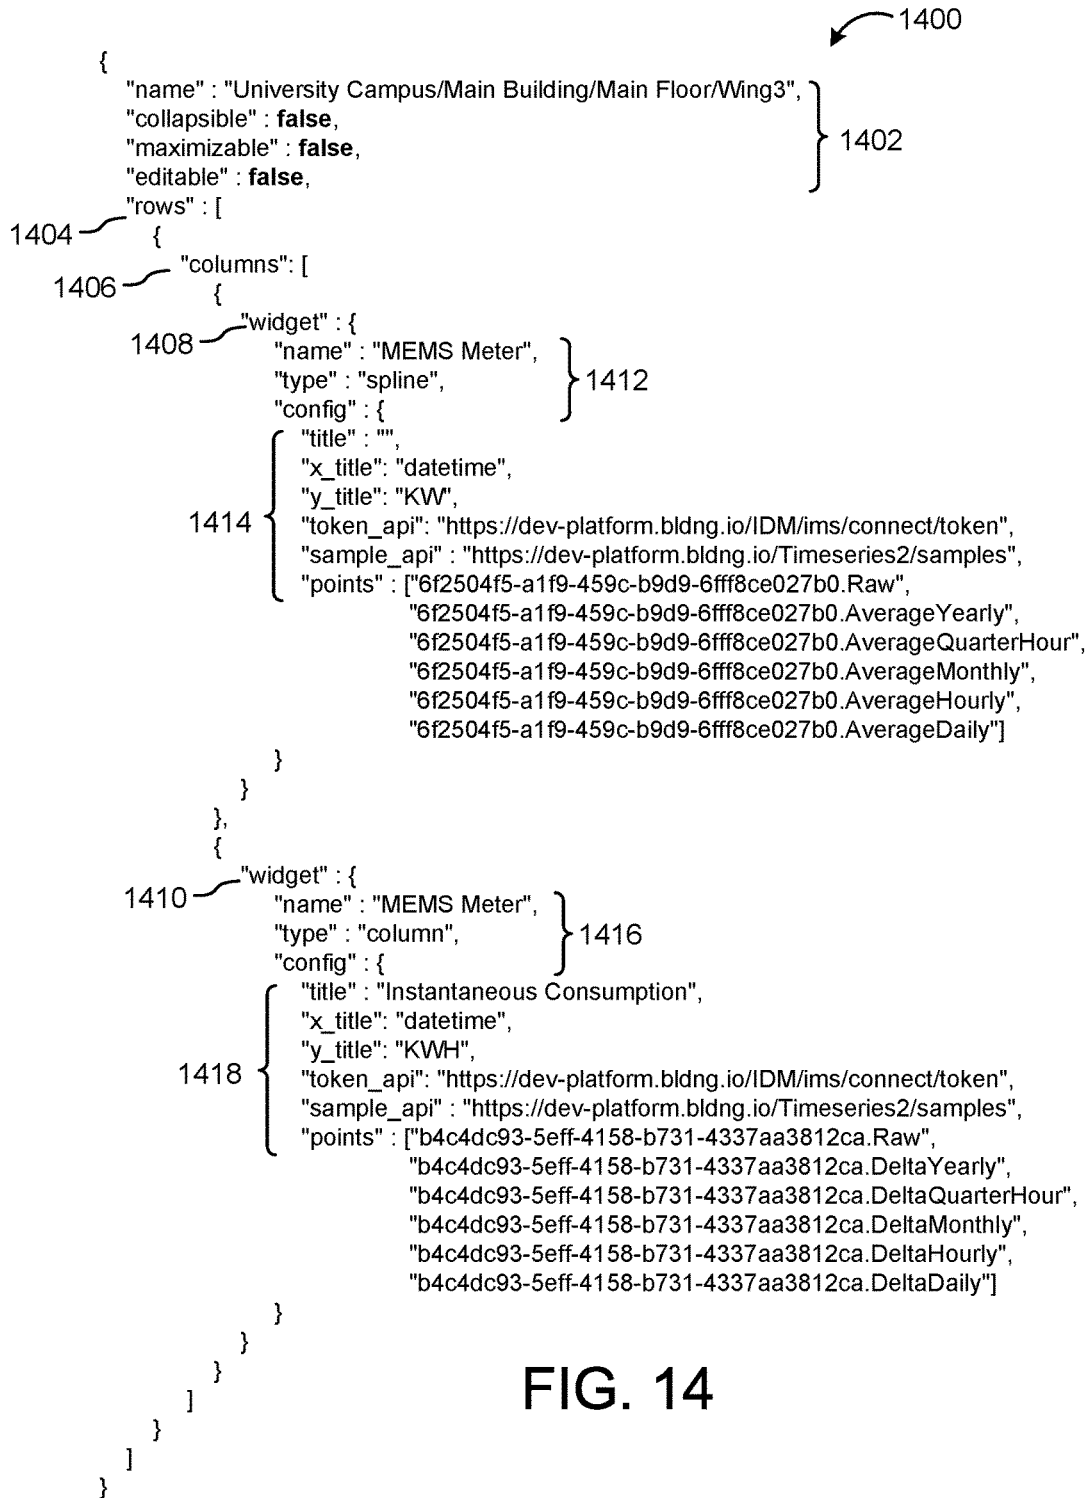 1400
{
"name" : "University Campus/Main Building/Main Floor/Wing3",
"collapsible" : false,
"maximizable" : false,
1402
"editable" : false,
"rows" : [
1404
{
"columns": [
1406
{
"widget" : {
1408
"name" : "MEMS Meter",
"type" : "spline",
1412
"config" : {
"title" : "",
"x_title": "datetime",
"y_title": "KW",
1414
"token_api": "https://dev-platform.bldng.io/IDM/ims/connect/token",
"sample_api" : "https://dev-platform.bldng.io/Timeseries2/samples",
"points" : ["6f2504f5-a1f9-459c-b9d9-6fff8ce027b0.Raw",
"6f2504f5-a1f9-459c-b9d9-6fff8ce027b0.AverageYearly",
"6f2504f5-a1f9-459c-b9d9-6fff8ce027b0.AverageQuarterHour",
"6f2504f5-a1f9-459c-b9d9-6fff8ce027b0.AverageMonthly",
"6f2504f5-a1f9-459c-b9d9-6fff8ce027b0.AverageHourly",
"6f2504f5-a1f9-459c-b9d9-6fff8ce027b0.AverageDaily"]
}
}
},
{
"widget" : {
1410
"name" : "MEMS Meter",
"type" : "column",
1416
"config" : {
"title" : "Instantaneous Consumption",
"x_title": "datetime",
"y_title": "KWH",
1418
"token_api": "https://dev-platform.bldng.io/IDM/ims/connect/token",
"sample_api" : "https://dev-platform.bldng.io/Timeseries2/samples",
"points" : ["b4c4dc93-5eff-4158-b731-4337aa3812ca.Raw",
"b4c4dc93-5eff-4158-b731-4337aa3812ca.DeltaYearly",
"b4c4dc93-5eff-4158-b731-4337aa3812ca.DeltaQuarterHour",
"b4c4dc93-5eff-4158-b731-4337aa3812ca.DeltaMonthly",
"b4c4dc93-5eff-4158-b731-4337aa3812ca.DeltaHourly",
"b4c4dc93-5eff-4158-b731-4337aa3812ca.DeltaDaily"]
}
}
}
]
}
]
}
FIG. 14